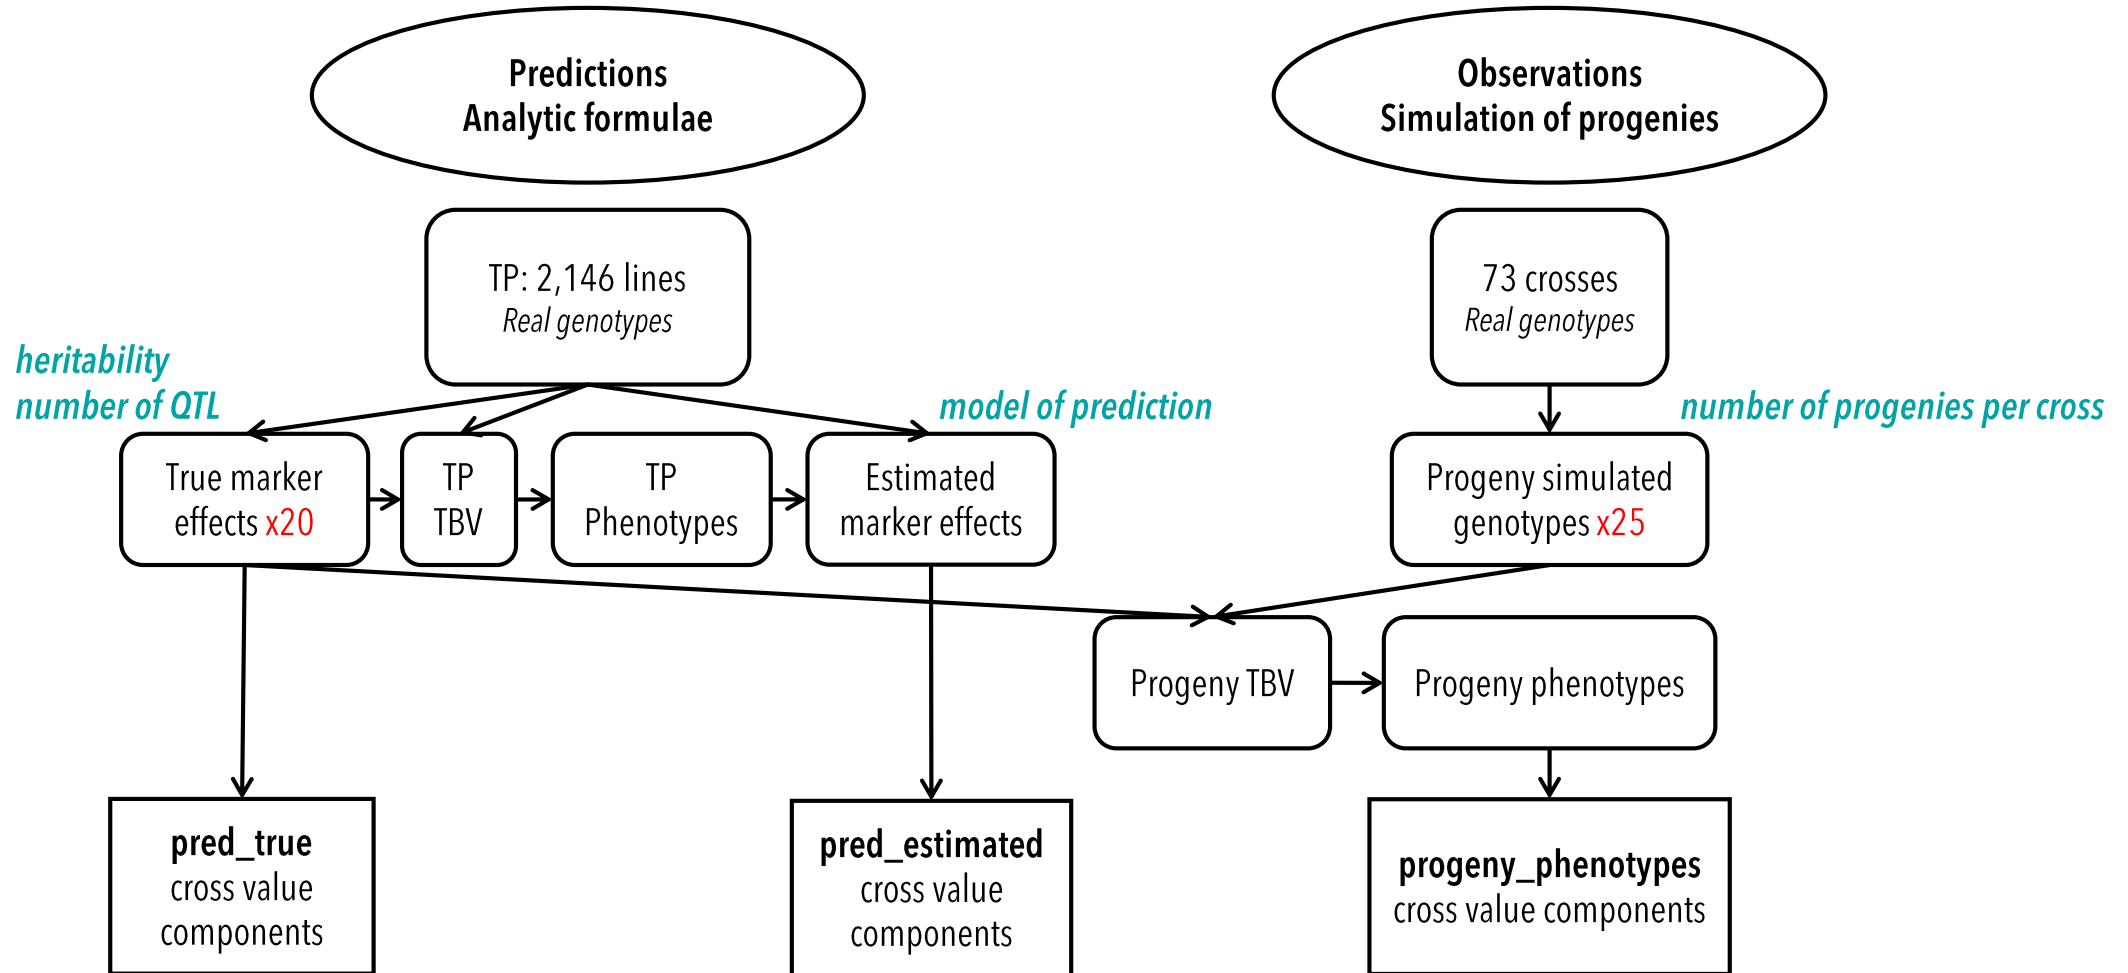 Predictions
Analytic formulae
Observations
Simulation of progenies
TP: 2,146 lines
Real genotypes
73 crosses
Real genotypes
heritability
number of QTL
model of prediction
number of progenies per cross
True marker
effects x20
TP
TBV
TP
Phenotypes
Estimated
marker effects
Progeny simulated
genotypes x25
Progeny TBV
Progeny phenotypes
pred_true
cross value
components
pred_estimated
cross value
components
progeny_phenotypes
cross value components